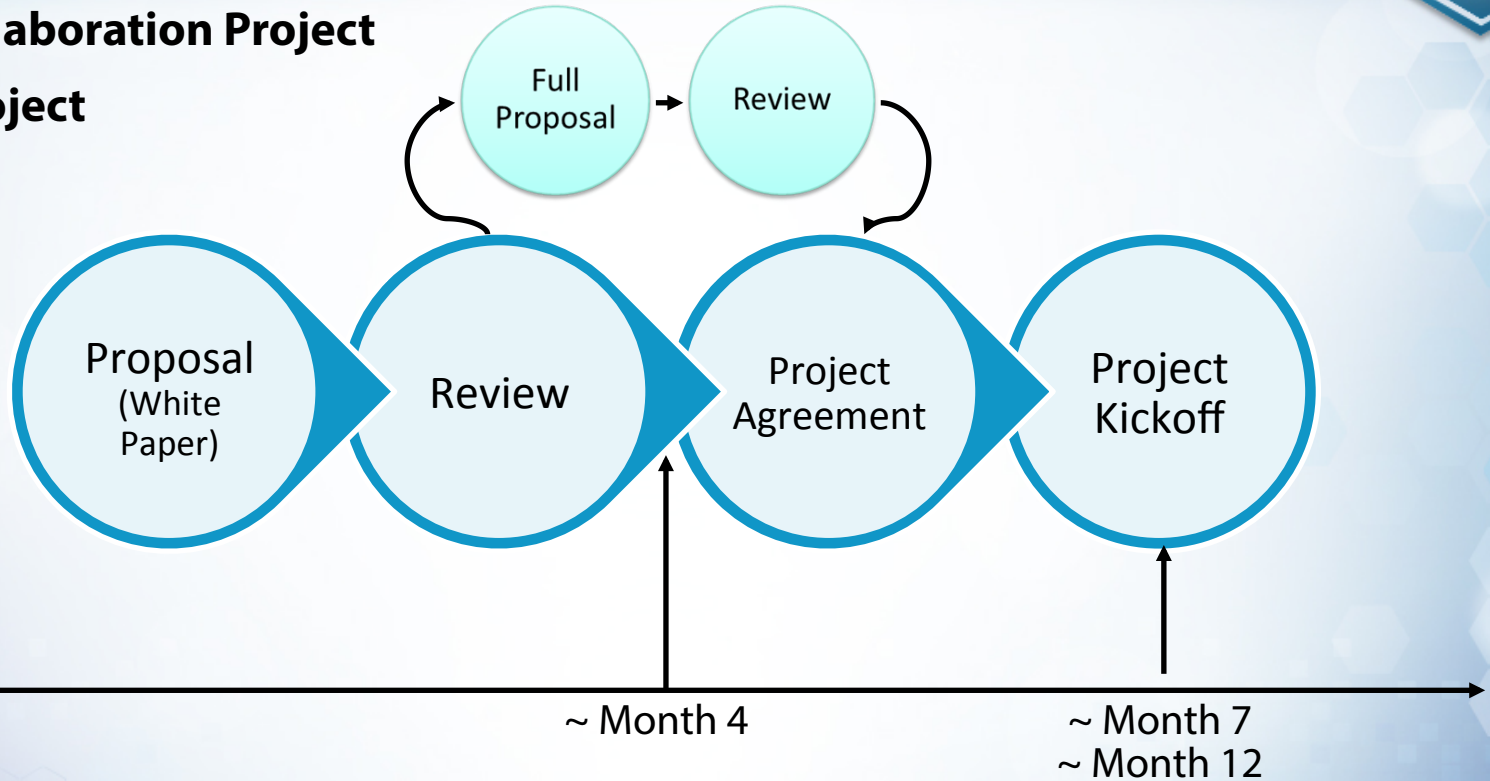 aboration Project
oject
Full
Proposal
Review
Proposal
(White
Paper)
Review
Project
Agreement
Project
Kickoff
~ Month 4
~ Month 7
~ Month 12